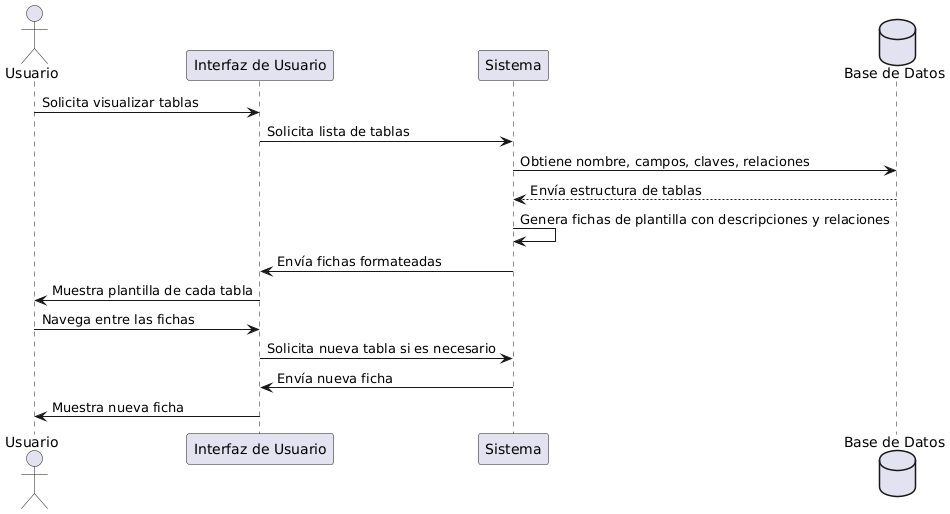 Usuario
Interfaz de Usuario
Sistema
Base de Datos
Solicita visualizar tablas
Solicita lista de tablas
Obtiene nombre, campos, claves, relaciones
Envía estructura de tablas
Genera fichas de plantilla con descripciones y relaciones
Envía fichas formateadas
Muestra plantilla de cada tabla
Navega entre las fichas
Solicita nueva tabla si es necesario
Envía nueva ficha
Muestra nueva ficha
Usuario
Interfaz de Usuario
Sistema
Base de Datos